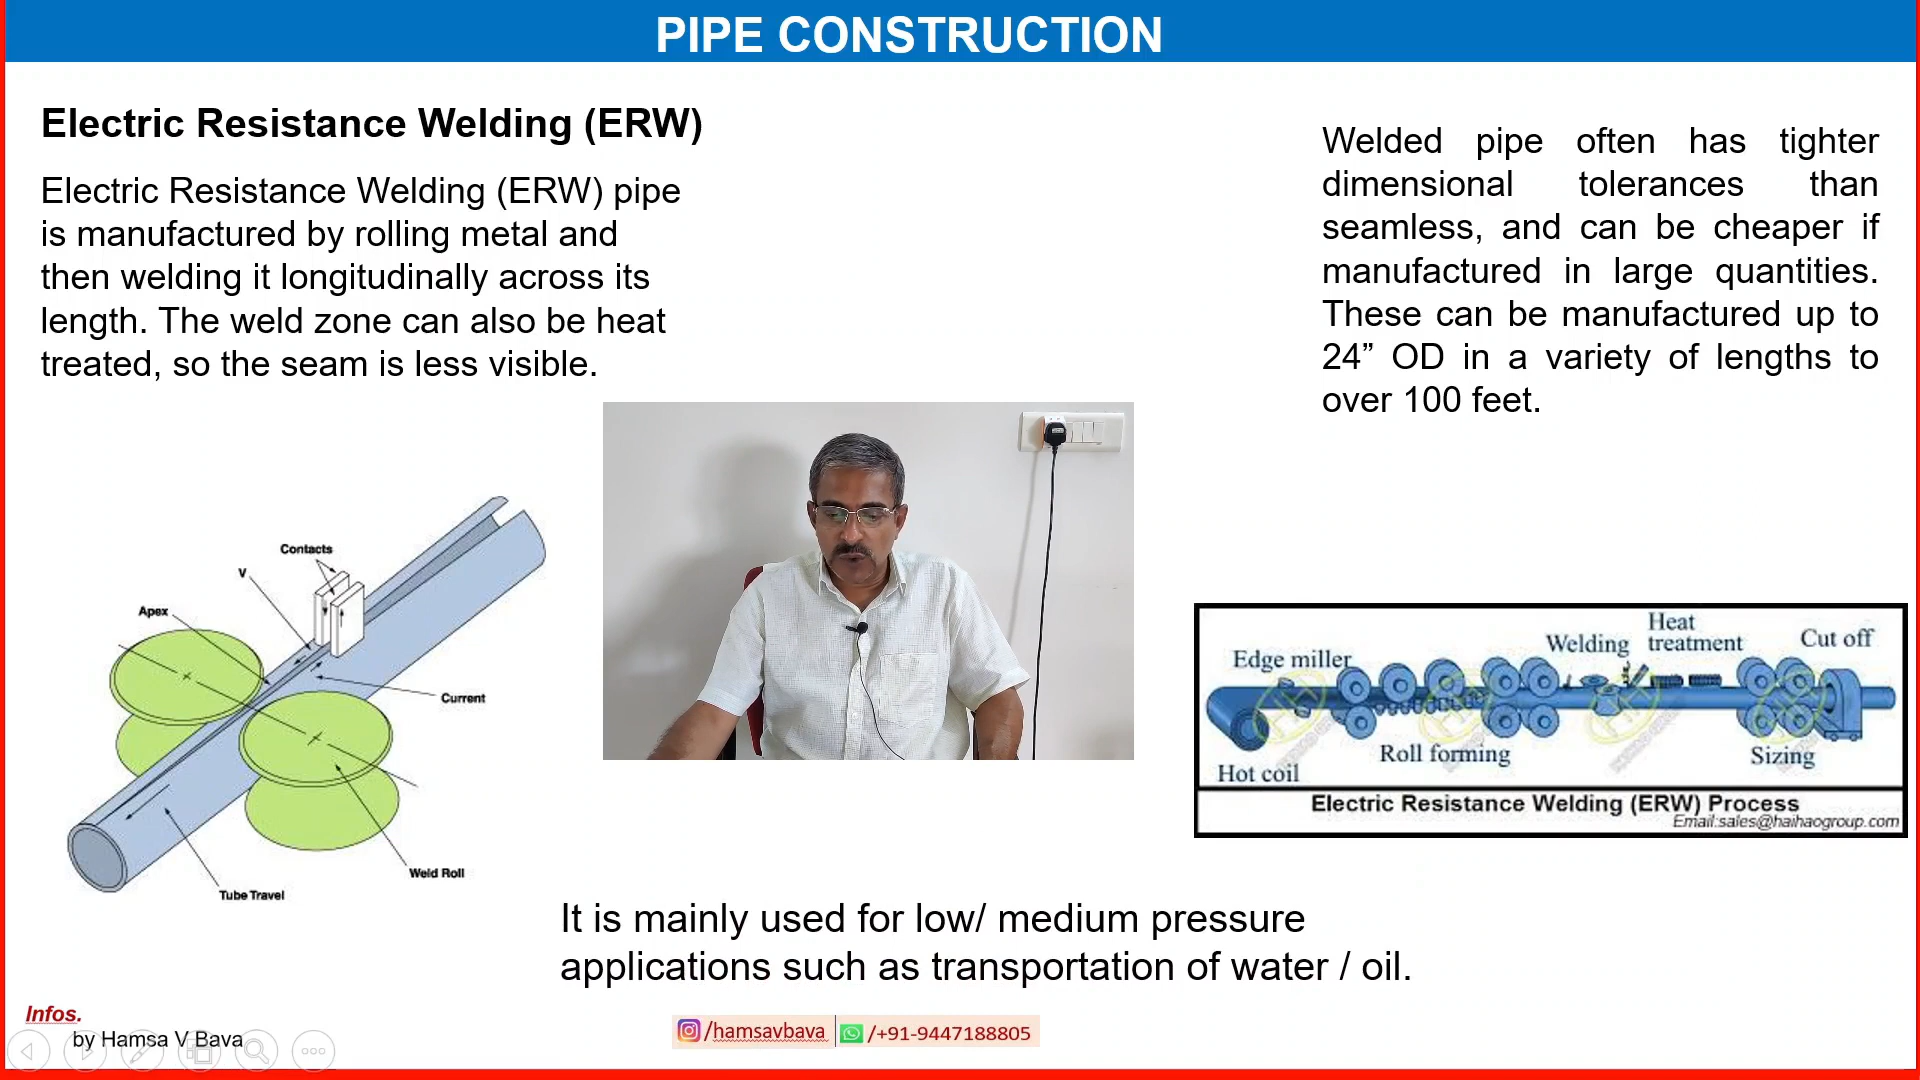 PIPE CONSTRUCTION
Electric Resistance Welding (ERW)
Electric Resistance Welding (ERW) pipe
is manufactured by rolling metal and
then welding it longitudinally across its
length. The weld zone can also be heat
treated, so the seam is less visible.
Welded pipe often has tighter
dimensional tolerances than
seamless, and can be cheaper if
manufactured in large quantities.
These can be manufactured up to
24” OD in a variety of lengths to
over 100 feet.
Contacts
V
Apex
Current
Weld Roll
Tube Travel
Heat
treatment
Welding
Cut off
Edge miller
Roll forming
Sizing
Hot coil
Electric Resistance Welding (ERW) Process
Email:sales@haihaogroup.com
It is mainly used for low/ medium pressure
applications such as transportation of water / oil.
Infos.
by Hamsa V Bava
/hamsavbava
/+91-9447188805